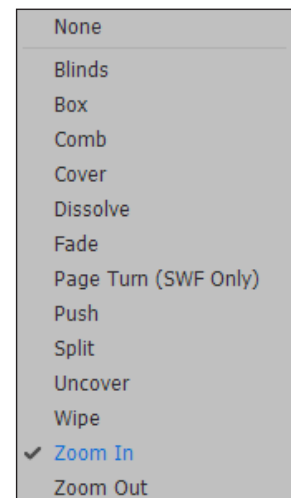 None
Blinds
Box
Comb
Cover
Dissolve
Fade
Page Turn (SWF Only)
Push
Split
Uncover
Wipe
Zoom In
Zoom Out